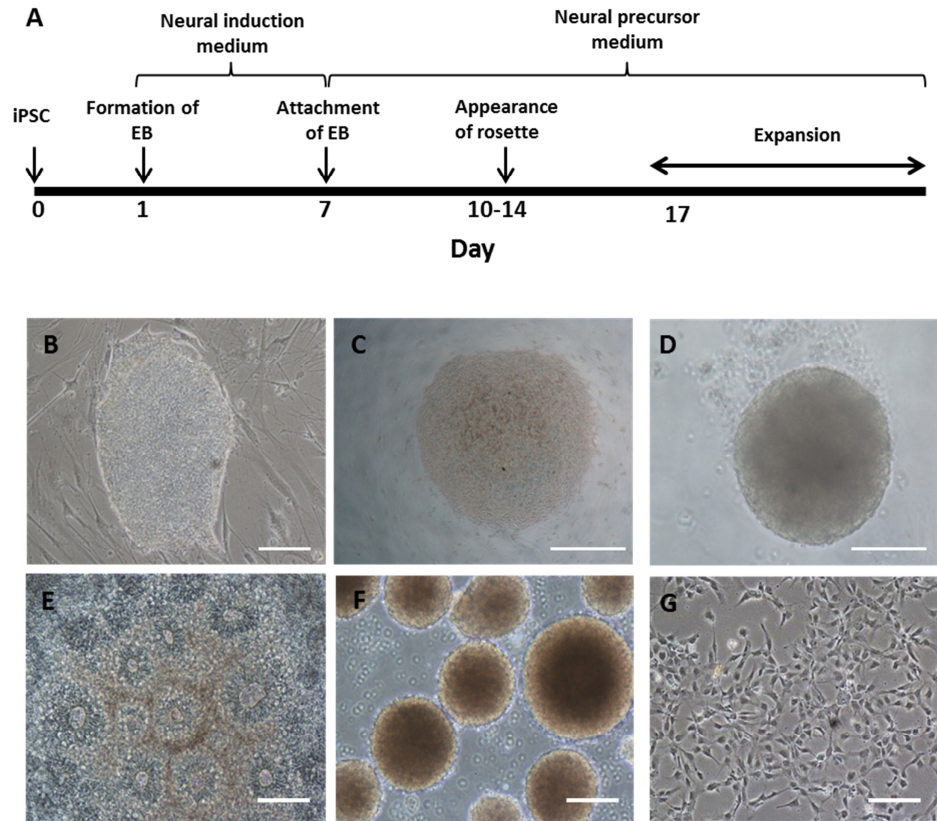 A
Neural induction
medium
Neural precursor
medium
iPSC
Formation of
EB
Attachment
of EB
Appearance
of rosette
Expansion
0
1
7
10-14
17
Day
B
C
D
E
F
G